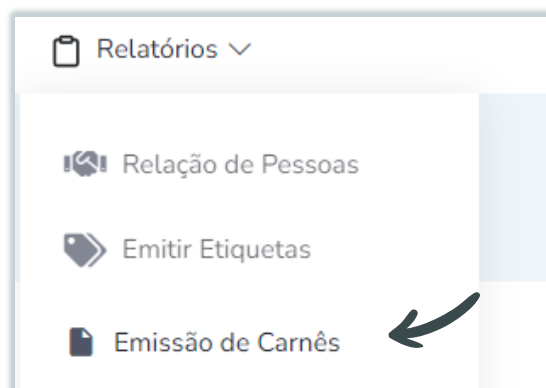 Relatórios
Relação de Pessoas
Emitir Etiquetas
Emissão de Carnês